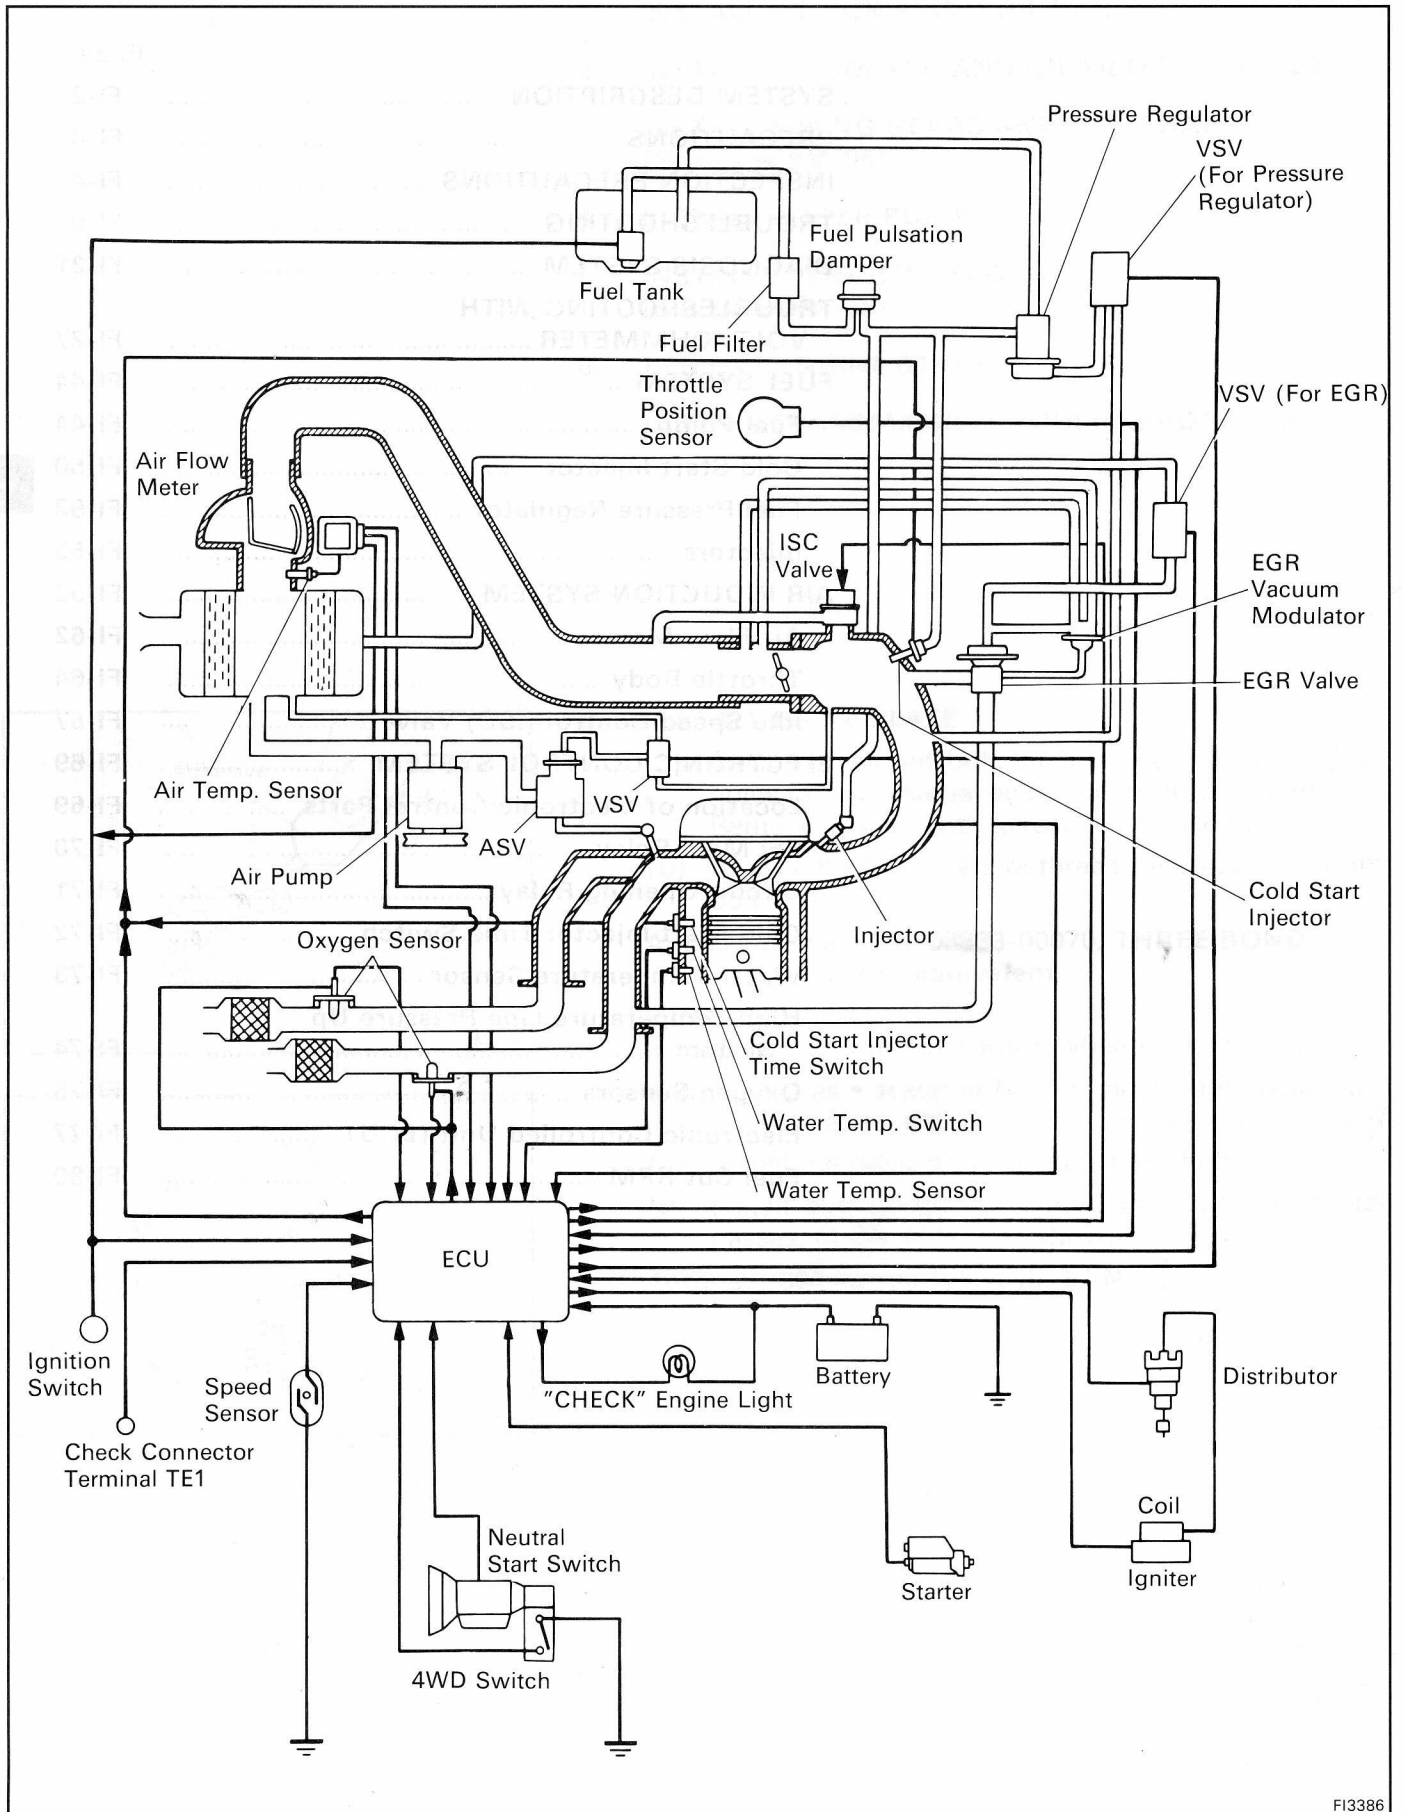 Pressure Regulator
VSV
(For Pressure
Regulator)
Fuel Pulsation
Damper
Fuel Tank
Fuel Filter
Throttle
Position
Sensor
VSV (For EGR)
Air Flow
Meter
ISC
Valve
EGR
Vacuum
Modulator
EGR Valve
Air Temp. Sensor
VSV
ASV
Air Pump
Cold Start
Injector
Injector
Oxygen Sensor
Cold Start Injector
Time Switch
Water Temp. Switch
Water Temp. Sensor
ECU
Ignition
Switch
Speed
Sensor
"CHECK" Engine Light
Battery
Distributor
Check Connector
Terminal TE1
Coil
Igniter
Neutral
Start Switch
Starter
4WD Switch
FI3386